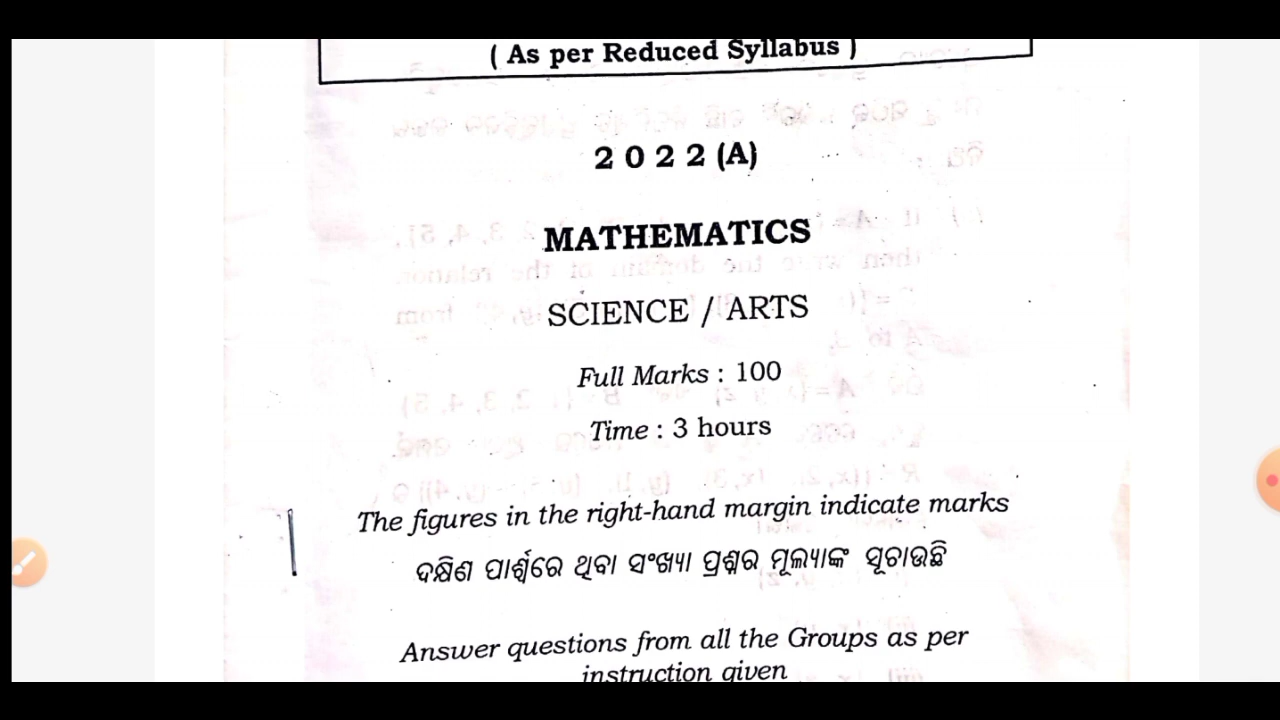 ( As per Reduced Syllabus )
2 0 2 2 (A)
MATHEMATICS
SCIENCE / ARTS
Full Marks : 100
Time : 3 hours
The figures in the right-hand margin indicate marks
ଦକ୍ଷିଣ ପାର୍ଶ୍ୱରେ ଥିବା ସଂଖ୍ୟା ପ୍ରଶ୍ନର ମୂଲ୍ୟାଙ୍କ ସୂଚାଉଛି
Answer questions from all the Groups as per
instruction given